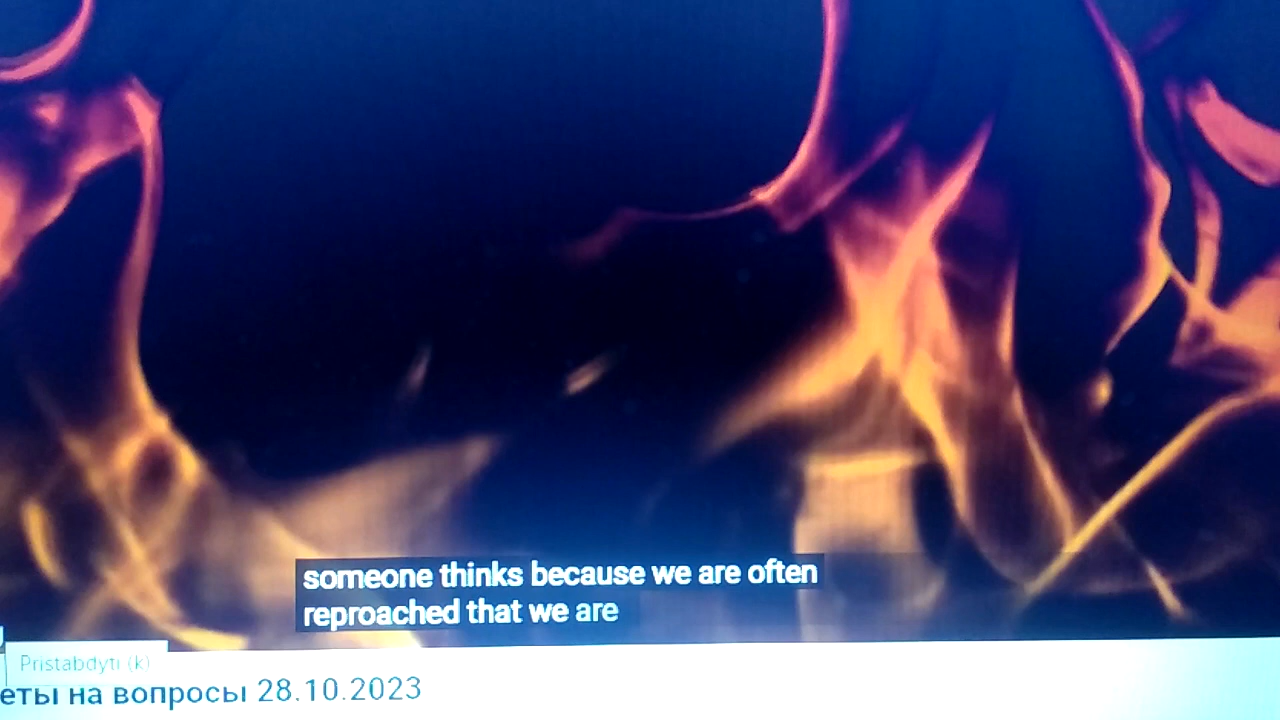 someone thinks because we are often
reproached that we are
Pristabdyti (k)
еты на вопросы 28.10.2023